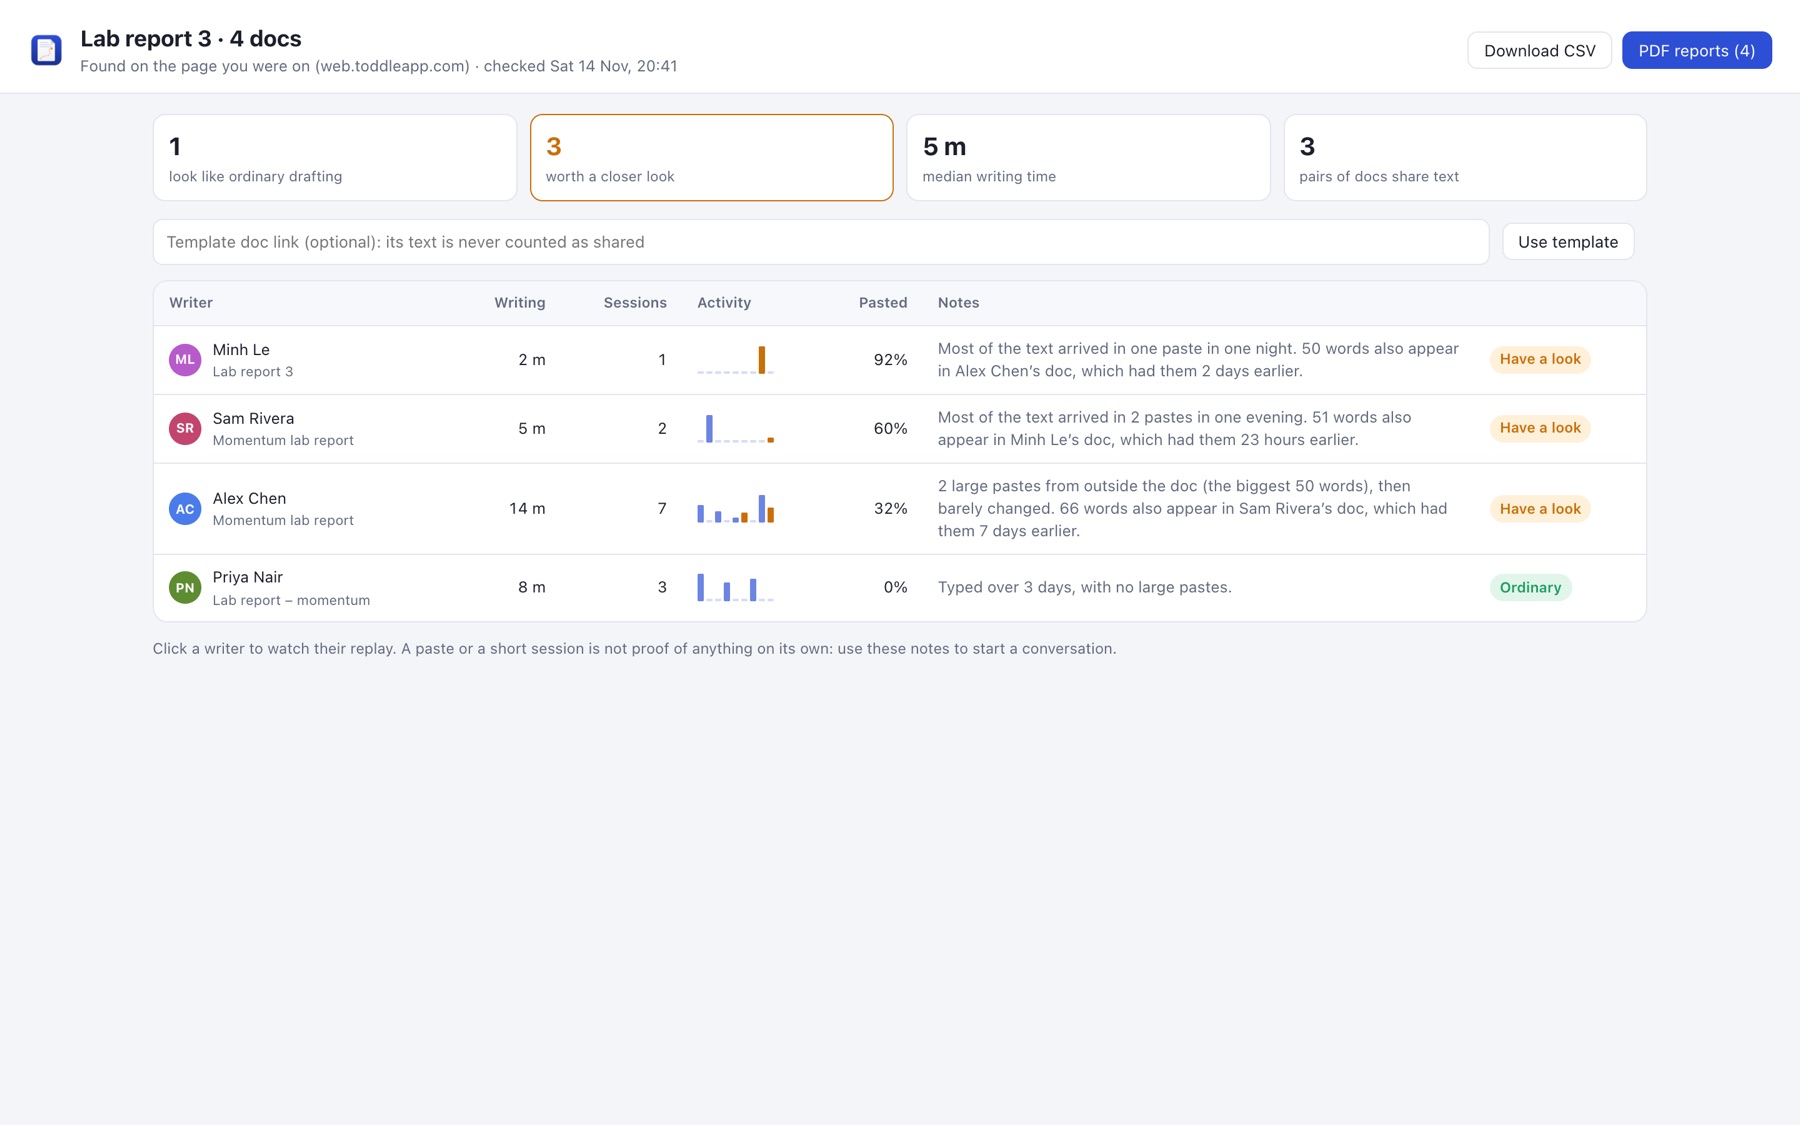 Lab report 3 · 4 docs
Found on the page you were on (web.toddleapp.com) · checked Sat 14 Nov, 20:41
Download CSV
PDF reports (4)
1
look like ordinary drafting
3
worth a closer look
5 m
median writing time
3
pairs of docs share text
Template doc link (optional): its text is never counted as shared
Use template
Writer Writing Sessions Activity Pasted Notes
ML
Minh Le
Lab report 3
2 m
1
92%
Most of the text arrived in one paste in one night. 50 words also appear
in Alex Chen’s doc, which had them 2 days earlier.
Have a look
SR
Sam Rivera
Momentum lab report
5 m
2
60%
Most of the text arrived in 2 pastes in one evening. 51 words also
appear in Minh Le’s doc, which had them 23 hours earlier.
Have a look
AC
Alex Chen
Momentum lab report
14 m
7
32%
2 large pastes from outside the doc (the biggest 50 words), then
barely changed. 66 words also appear in Sam Rivera’s doc, which had
them 7 days earlier.
Have a look
PN
Priya Nair
Lab report – momentum
8 m
3
0%
Typed over 3 days, with no large pastes.
Ordinary
Click a writer to watch their replay. A paste or a short session is not proof of anything on its own: use these notes to start a conversation.